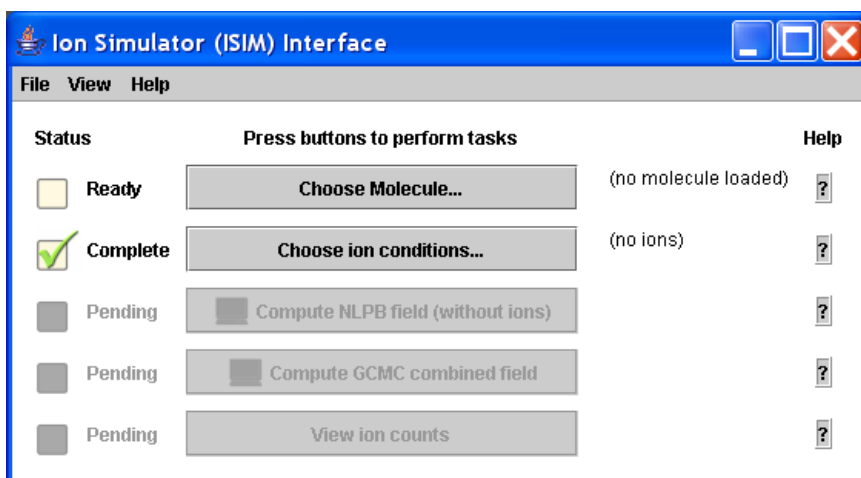 Ion Simulator (ISIM) Interface
File View Help
Status Press buttons to perform tasks Help
Ready Choose Molecule... (no molecule loaded) ?
Complete Choose ion conditions... (no ions) ?
Pending Compute NLPB field (without ions) ?
Pending Compute GCMC combined field ?
Pending View ion counts ?